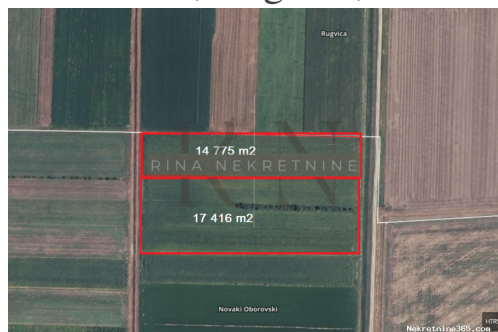 Rugvica
14 775 m2
RINA NEKRETNINE
17 416 m2
Novaki Oborovski
Nekretnine365.com